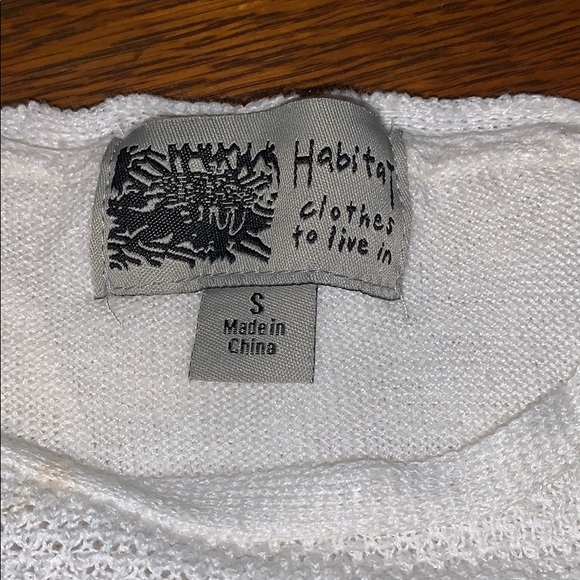 Habitat
clothes
to live in
S
Made in
China